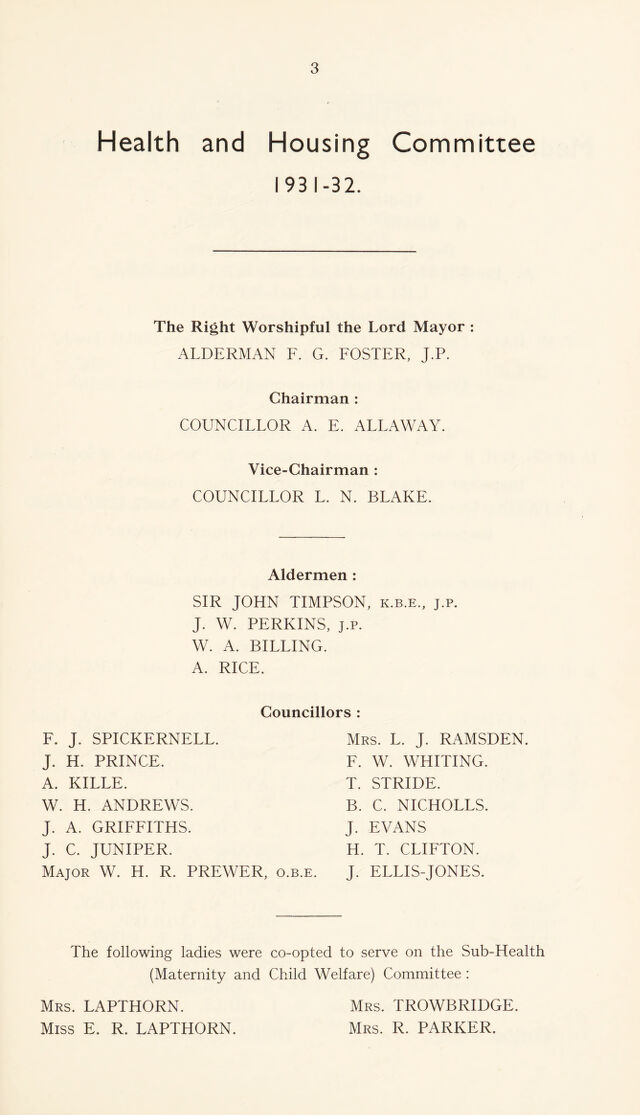 3
Health and Housing Committee
1931-32.
The Right Worshipful the Lord Mayor :
ALDERMAN F. G. FOSTER, J.P.
Chairman :
COUNCILLOR A. E. ALLAWAY.
Vice-Chairman :
COUNCILLOR L. N. BLAKE.
Aldermen :
SIR JOHN TIMPSON, K.B.E., J.P.
J. W. PERKINS, J.P.
W. A. BILLING.
A. RICE.
Councillors :
F. J. SPICKERNELL.
J. H. PRINCE.
A. KILLE.
W. H. ANDREWS.
J. A. GRIFFITHS.
J. C. JUNIPER.
MAJOR W. H. R. PREWER, O.B.E.
MRS. L. J. RAMSDEN.
F. W. WHITING.
T. STRIDE.
B. C. NICHOLLS.
J. EVANS
H. T. CLIFTON.
J. ELLIS-JONES.
The following ladies were co-opted to serve on the Sub-Health
(Maternity and Child Welfare) Committee :
MRS. LAPTHORN.
MISS E. R. LAPTHORN.
MRS. TROWBRIDGE.
MRS. R. PARKER.